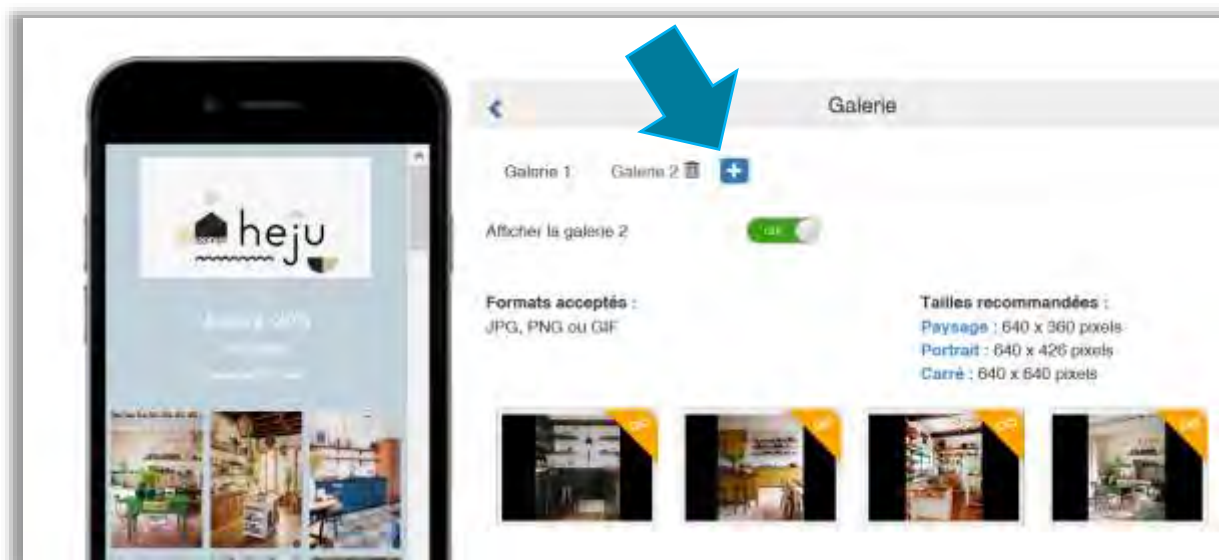 Galerie
Galerie 1 Galerie 2
Afficher la galerie 2
Formats acceptés :
JPG, PNG ou GIF
Tailles recommandées :
Paysage : 640 x 360 pixels
Portrait : 640 x 426 pixels
Carré : 640 x 640 pixels
heju